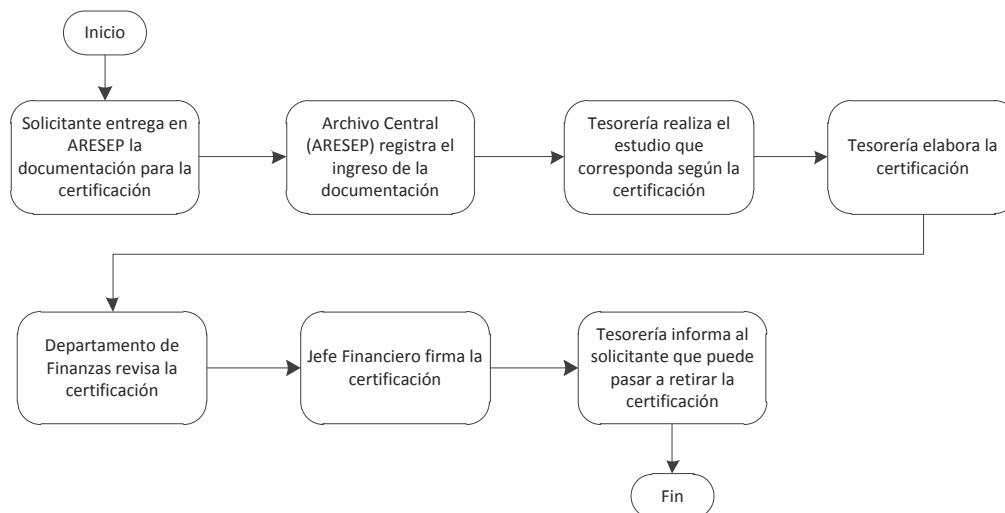 Inicio
Solicitante entrega en
ARESEP la
documentación para la
certificación
Archivo Central
(ARESEP) registra el
ingreso de la
documentación
Tesorería realiza el
estudio que
corresponda según la
certificación
Tesorería elabora la
certificación
Departamento de
Finanzas revisa la
certificación
Jefe Financiero firma la
certificación
Tesorería informa al
solicitante que puede
pasar a retirar la
certificación
Fin